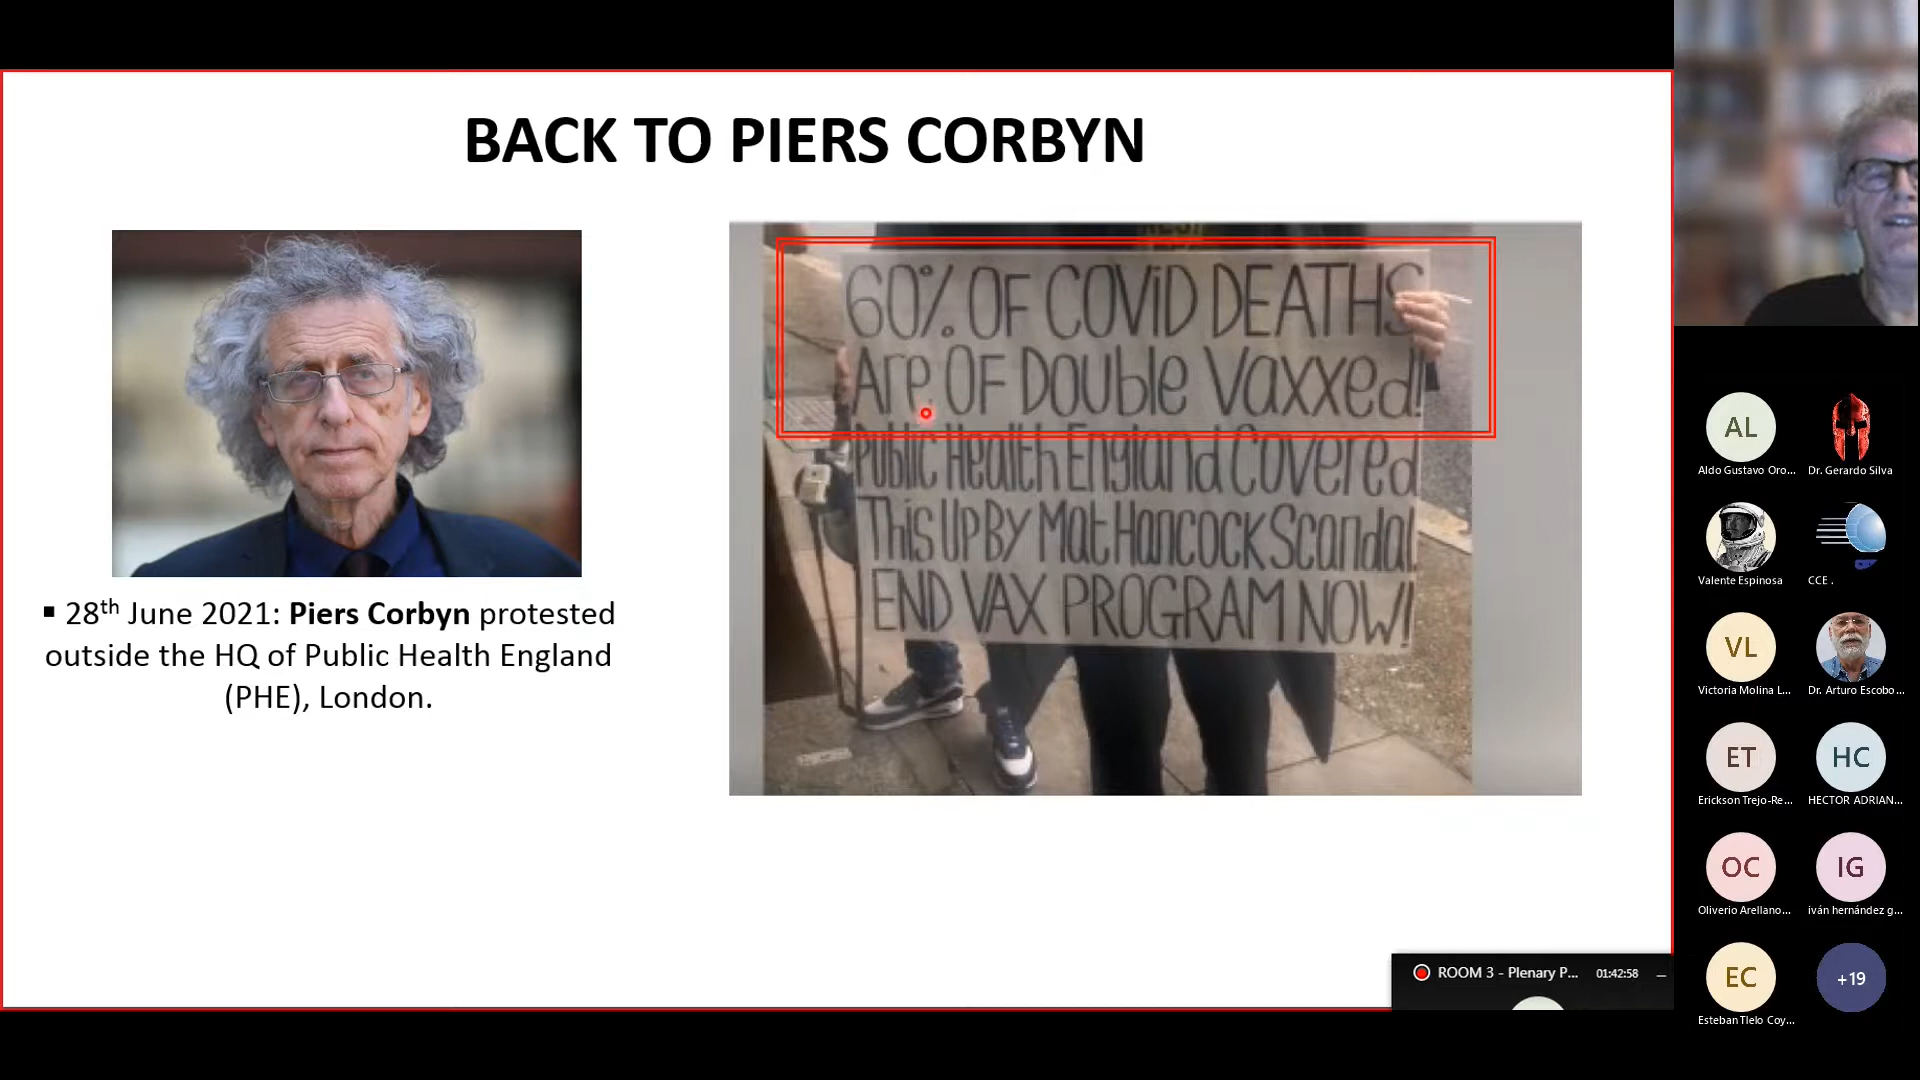 BACK TO PIERS CORBYN
60% OF COVID DEATHS
Are OF Double Vaxxed!
Public Health England Covered
This Up By Mat Hancock Scandal
END VAX PROGRAM NOW!
▪ 28th June 2021: Piers Corbyn protested
outside the HQ of Public Health England
(PHE), London.
AL
Aldo Gustavo Oro...
Dr. Gerardo Silva
Valente Espinosa
CCE .
VL
Victoria Molina L...
Dr. Arturo Escobo...
ET
HC
Erickson Trejo-Re...
HECTOR ADRIAN...
OC
IG
Oliverio Arellano...
iván hernández g...
EC
+19
Esteban Tlelo Coy...
ROOM 3 - Plenary P...
01:42:58